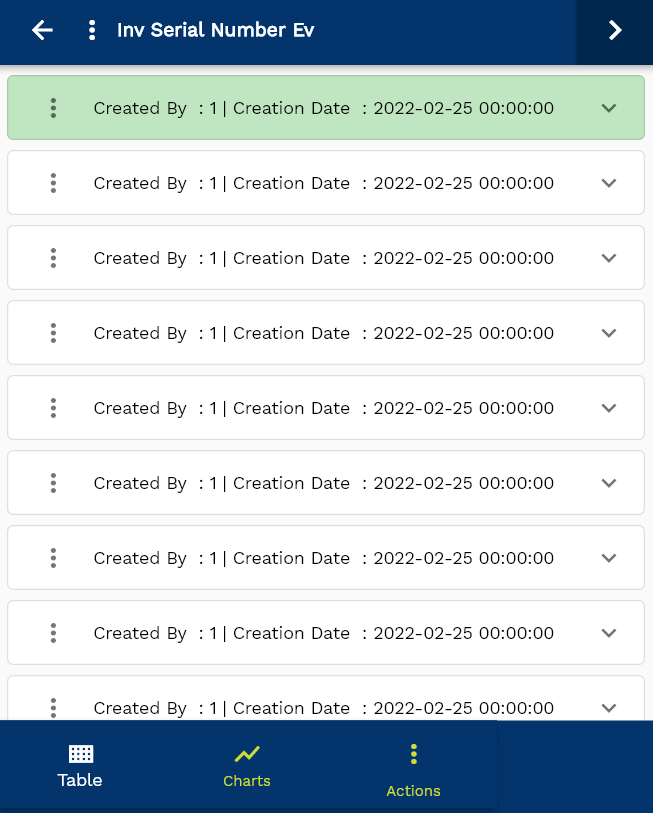 Inv Serial Number Ev
Created By : 1 | Creation Date : 2022-02-25 00:00:00
Created By : 1 | Creation Date : 2022-02-25 00:00:00
Created By : 1 | Creation Date : 2022-02-25 00:00:00
Created By : 1 | Creation Date : 2022-02-25 00:00:00
Created By : 1 | Creation Date : 2022-02-25 00:00:00
Created By : 1 | Creation Date : 2022-02-25 00:00:00
Created By : 1 | Creation Date : 2022-02-25 00:00:00
Created By : 1 | Creation Date : 2022-02-25 00:00:00
Created By : 1 | Creation Date : 2022-02-25 00:00:00
Table
Charts
Actions